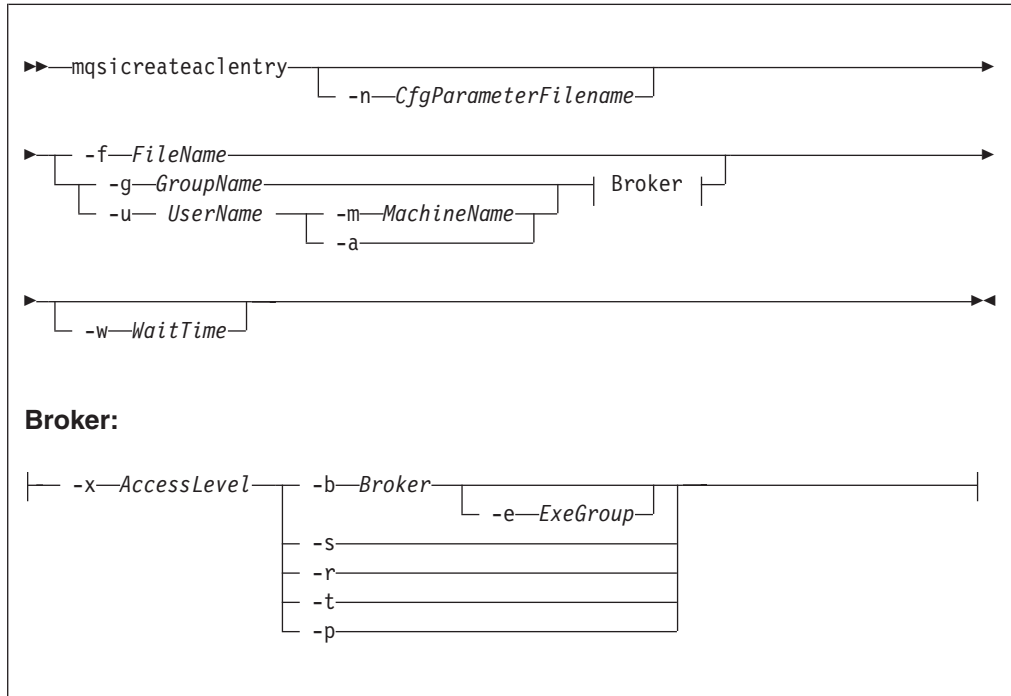 mqsicreateaclentry
-n CfgParameterFilename
-f FileName
-g GroupName Broker
-u UserName -m MachineName
-a
-w WaitTime
Broker:
-x AccessLevel -b Broker
-e ExeGroup
-s
-r
-t
-p